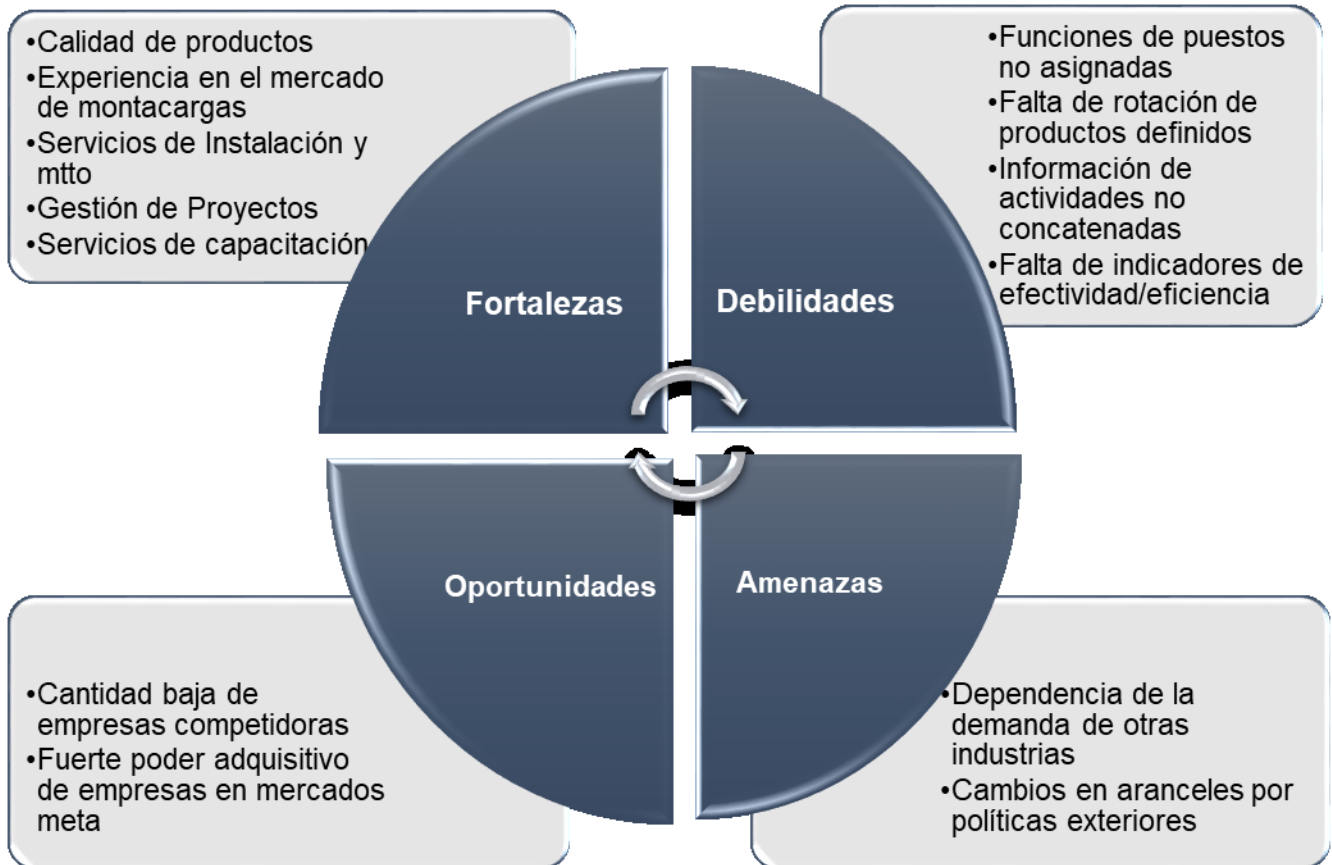 •Calidad de productos
•Experiencia en el mercado
de montacargas
•Servicios de Instalación y
mtto
•Gestión de Proyectos
•Servicios de capacitación
•Funciones de puestos
no asignadas
•Falta de rotación de
productos definidos
•Información de
actividades no
concatenadas
•Falta de indicadores de
efectividad/eficiencia
Fortalezas
Debilidades
Oportunidades
Amenazas
•Cantidad baja de
empresas competidoras
•Fuerte poder adquisitivo
de empresas en mercados
meta
•Dependencia de la
demanda de otras
industrias
•Cambios en aranceles por
políticas exteriores